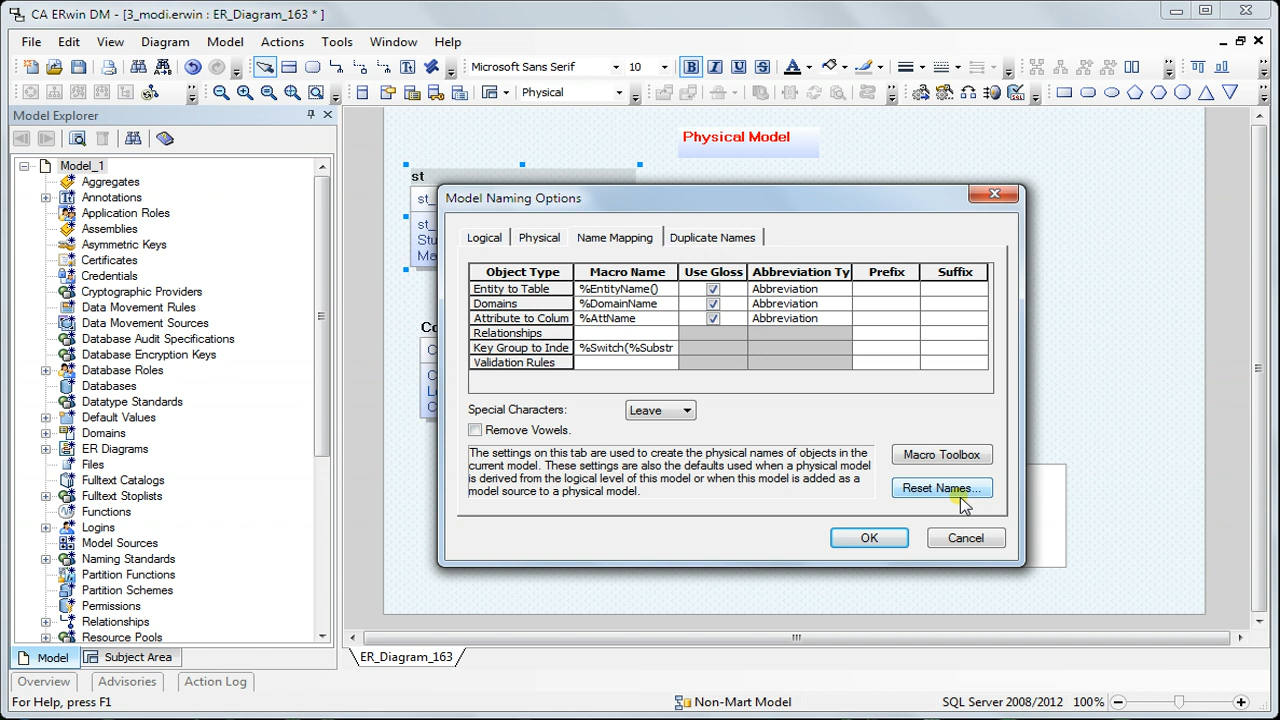 CA ERwin DM - [3_modi.erwin : ER_Diagram_163 * ]
File Edit View Diagram Model Actions Tools Window Help
Microsoft Sans Serif 10 B I U S A
Physical
Model Explorer
Model_1
Aggregates
Annotations
Application Roles
Assemblies
Asymmetric Keys
Certificates
Credentials
Cryptographic Providers
Data Movement Rules
Data Movement Sources
Database Audit Specifications
Database Encryption Keys
Database Roles
Databases
Datatype Standards
Default Values
Domains
ER Diagrams
Files
Fulltext Catalogs
Fulltext Stoplists
Functions
Logins
Model Sources
Naming Standards
Partition Functions
Partition Schemes
Permissions
Relationships
Resource Pools
Model Subject Area
Physical Model
st
st_
st_
Stu
Ma
Co
C
C
L
C
Model Naming Options
Logical Physical Name Mapping Duplicate Names
Object Type Macro Name Use Gloss Abbreviation Ty Prefix Suffix
Entity to Table %EntityName() Abbreviation
Domains %DomainName Abbreviation
Attribute to Colum %AttName Abbreviation
Relationships
Key Group to Inde %Switch(%Substr
Validation Rules
Special Characters: Leave
Remove Vowels.
The settings on this tab are used to create the physical names of objects in the
current model. These settings are also the defaults used when a physical model
is derived from the logical level of this model or when this model is added as a
model source to a physical model.
Macro Toolbox
Reset Names...
OK Cancel
ER_Diagram_163
Overview Advisories Action Log
For Help, press F1 Non-Mart Model SQL Server 2008/2012 100%